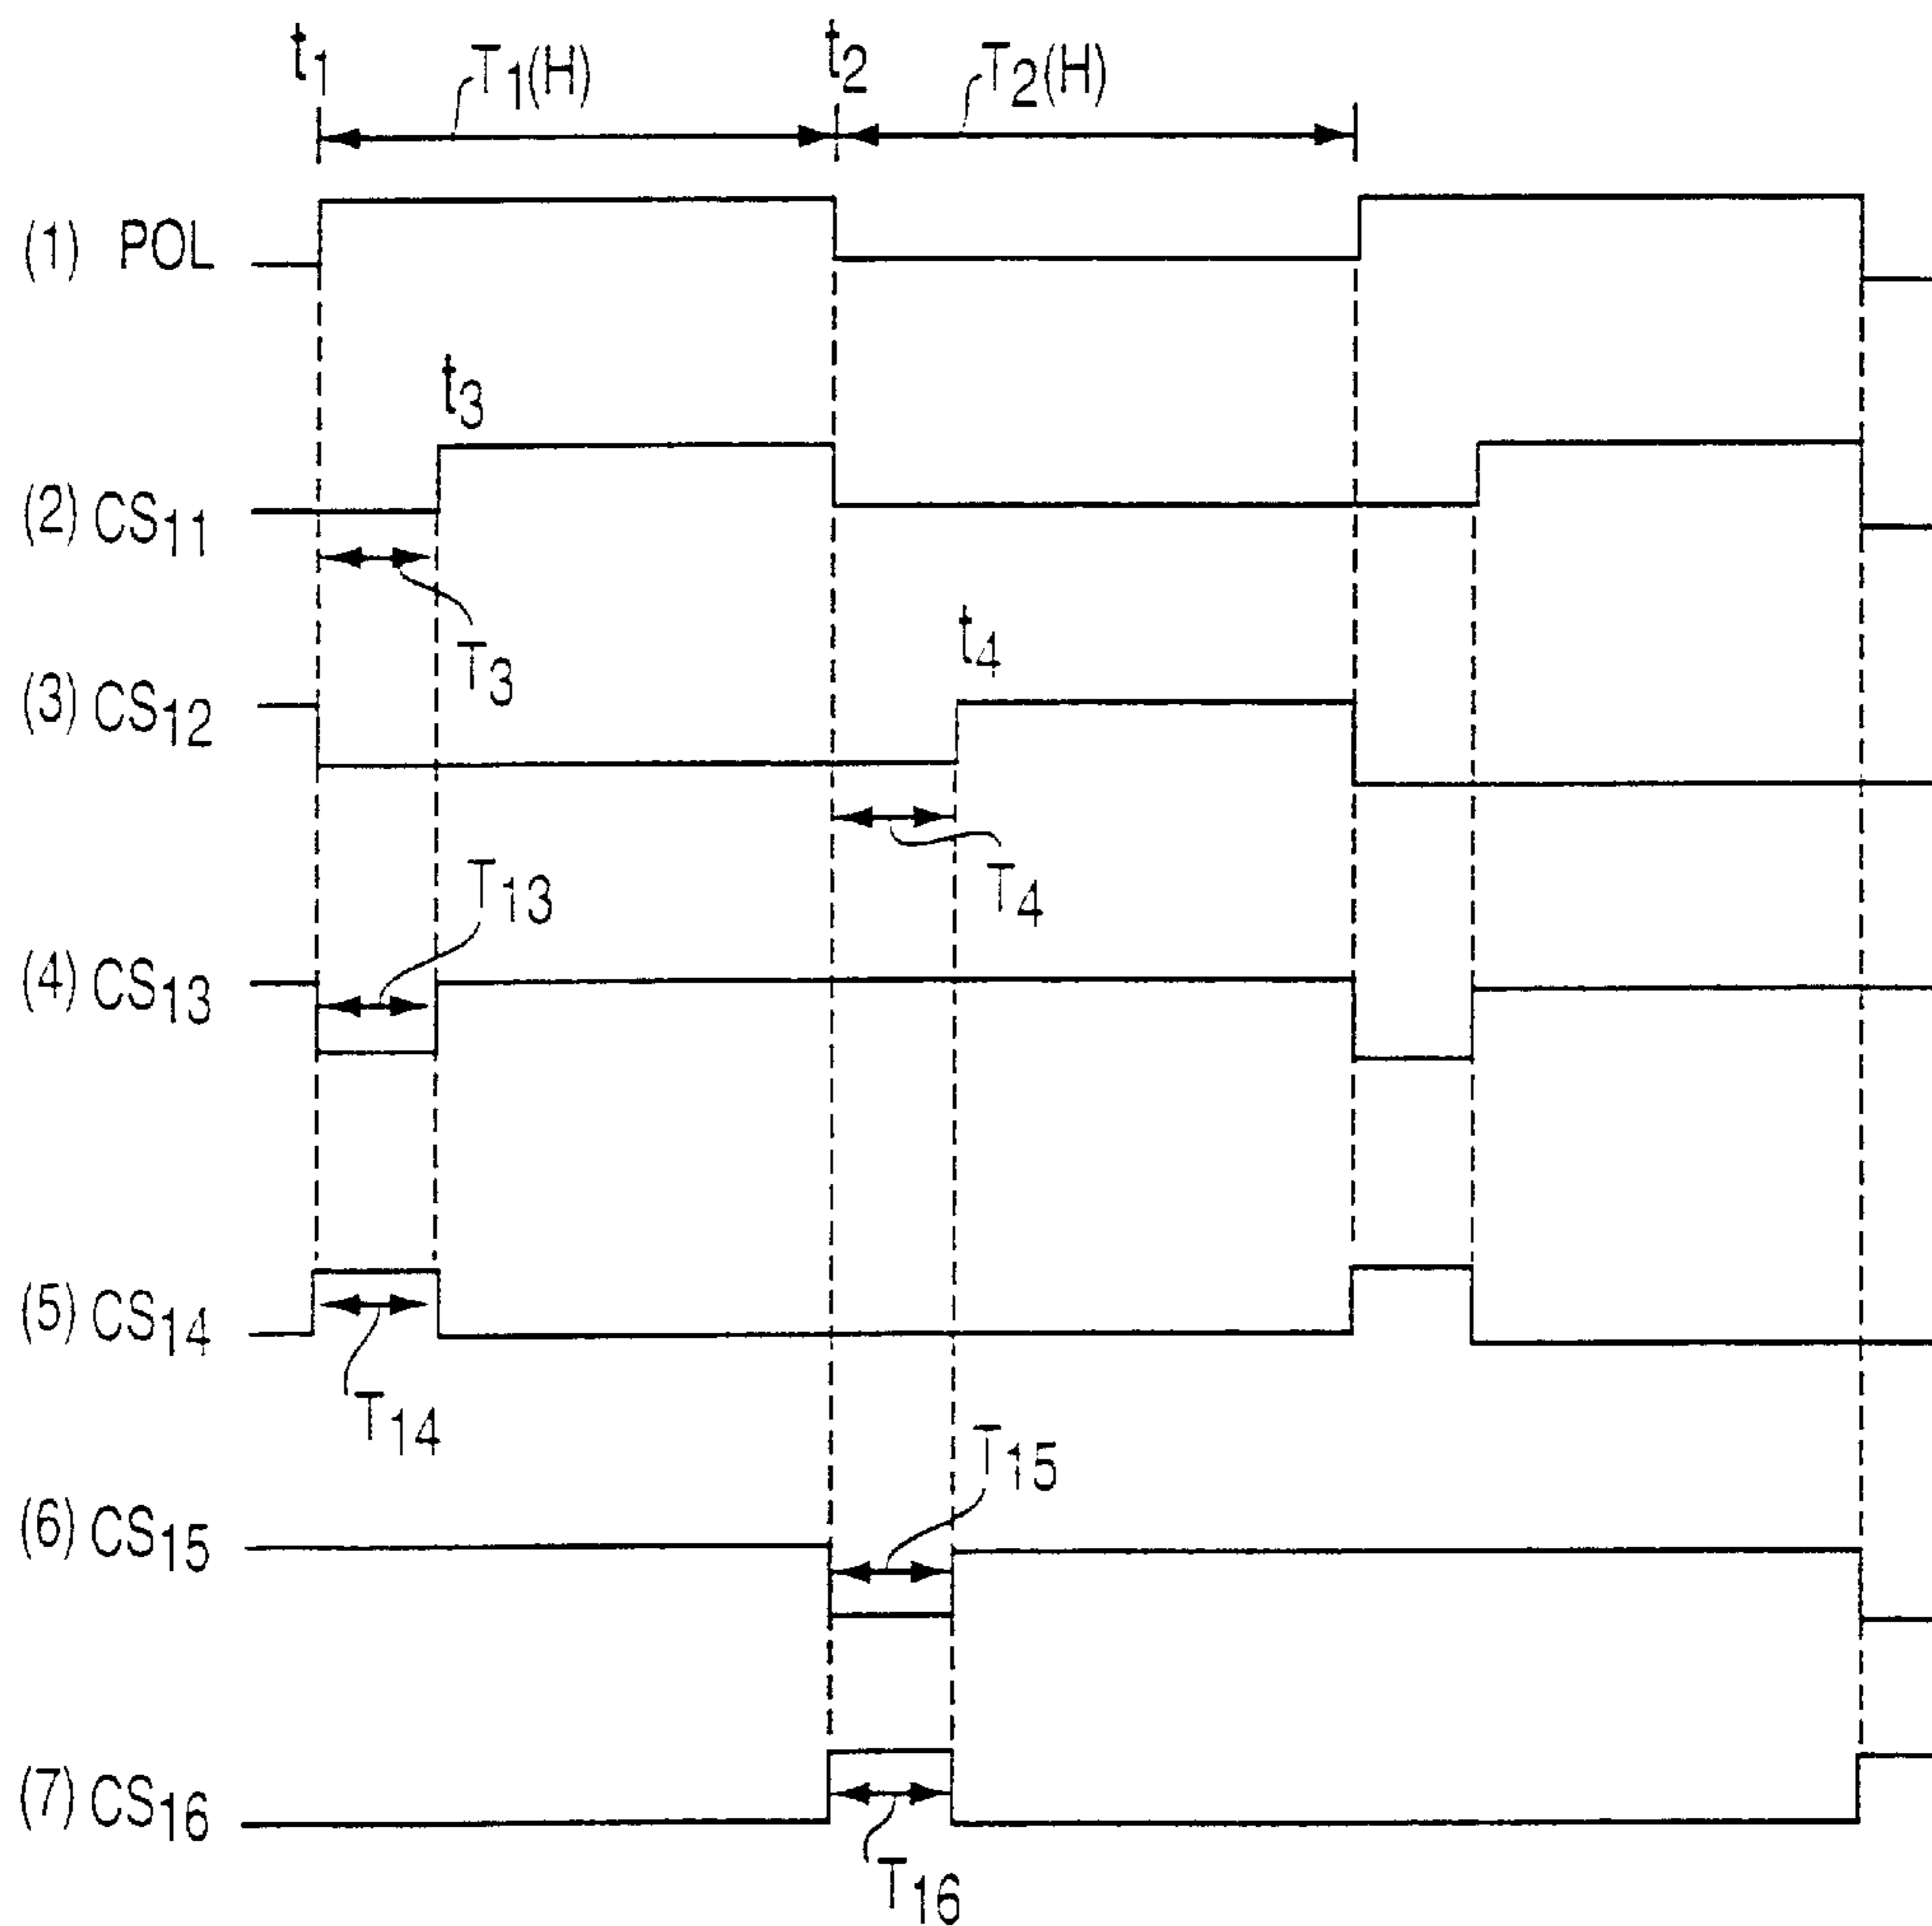 t1 T1(H) t2 T2(H)
(1) POL
t3
(2) CS11
T3
t4
(3) CS12
T4
T13
(4) CS13
(5) CS14
T14
T15
(6) CS15
(7) CS16
T16